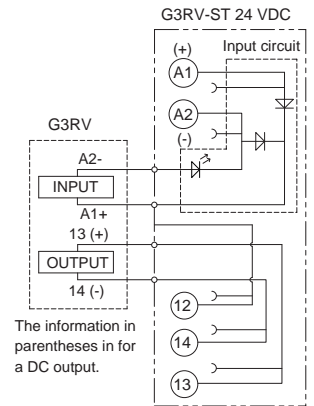 G3RV-ST 24 VDC
(+)
Input circuit
A1
A2
(-)
G3RV
A2-
INPUT
A1+
13 (+)
OUTPUT
14 (-)
12
14
13
The information in
parentheses in for
a DC output.